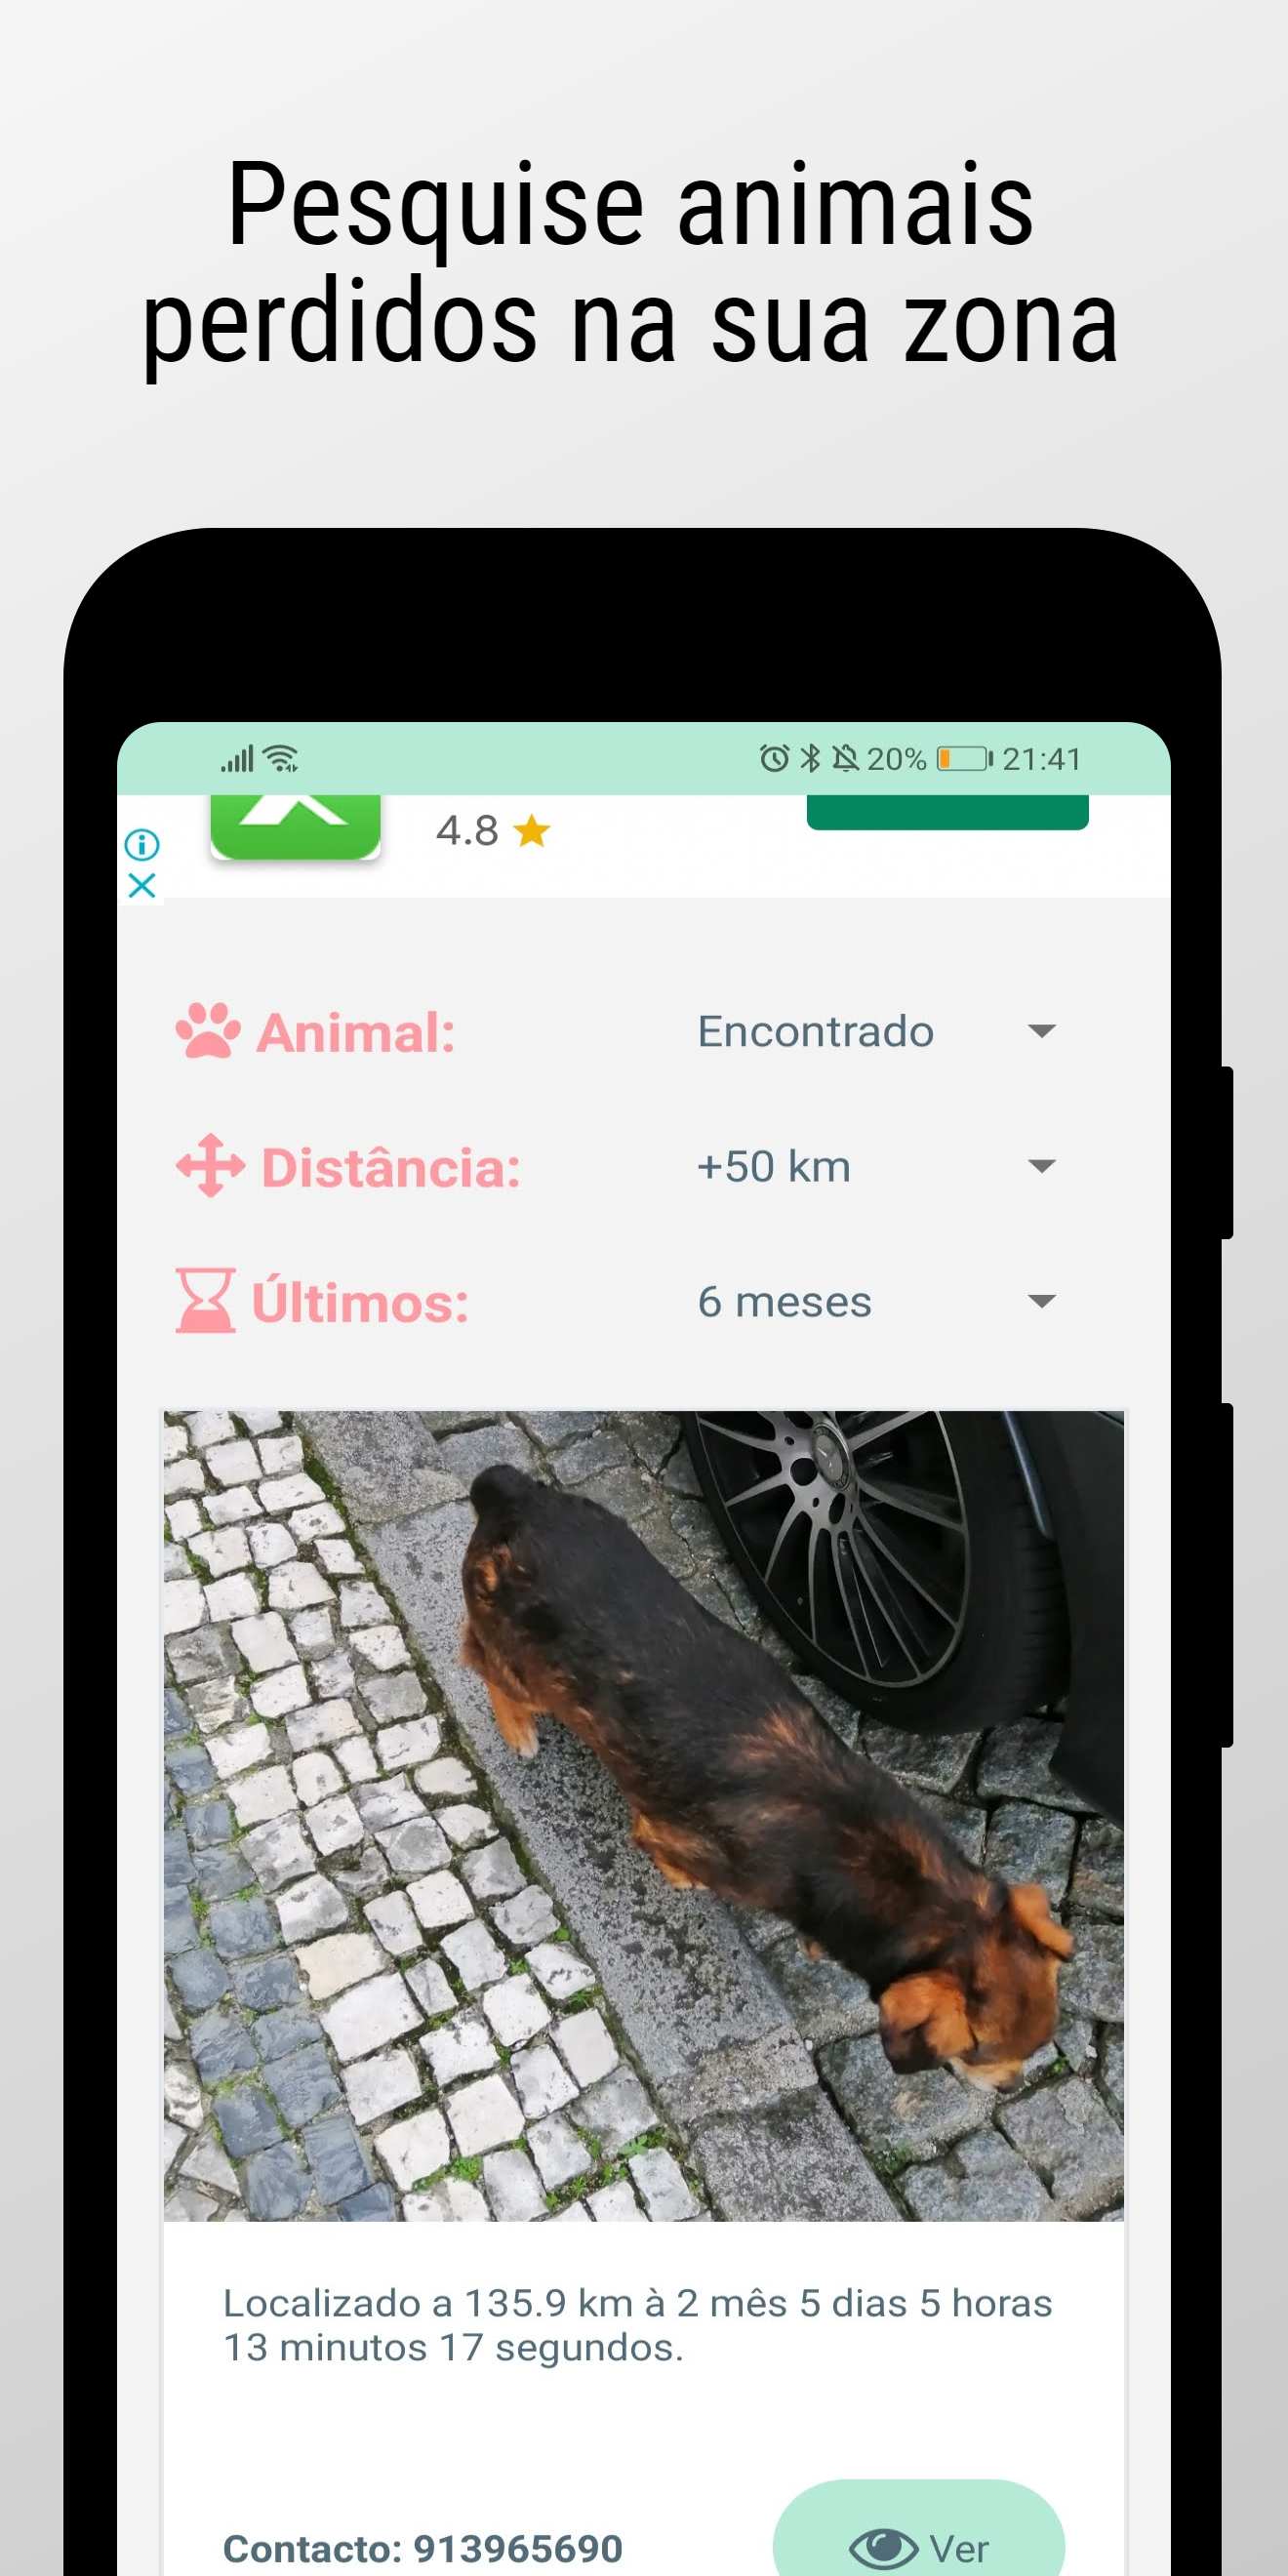 Pesquise animais
perdidos na sua zona
20% 21:41
4.8
Animal: Encontrado
Distância: +50 km
Últimos: 6 meses
Localizado a 135.9 km à 2 mês 5 dias 5 horas
13 minutos 17 segundos.
Contacto: 913965690 Ver